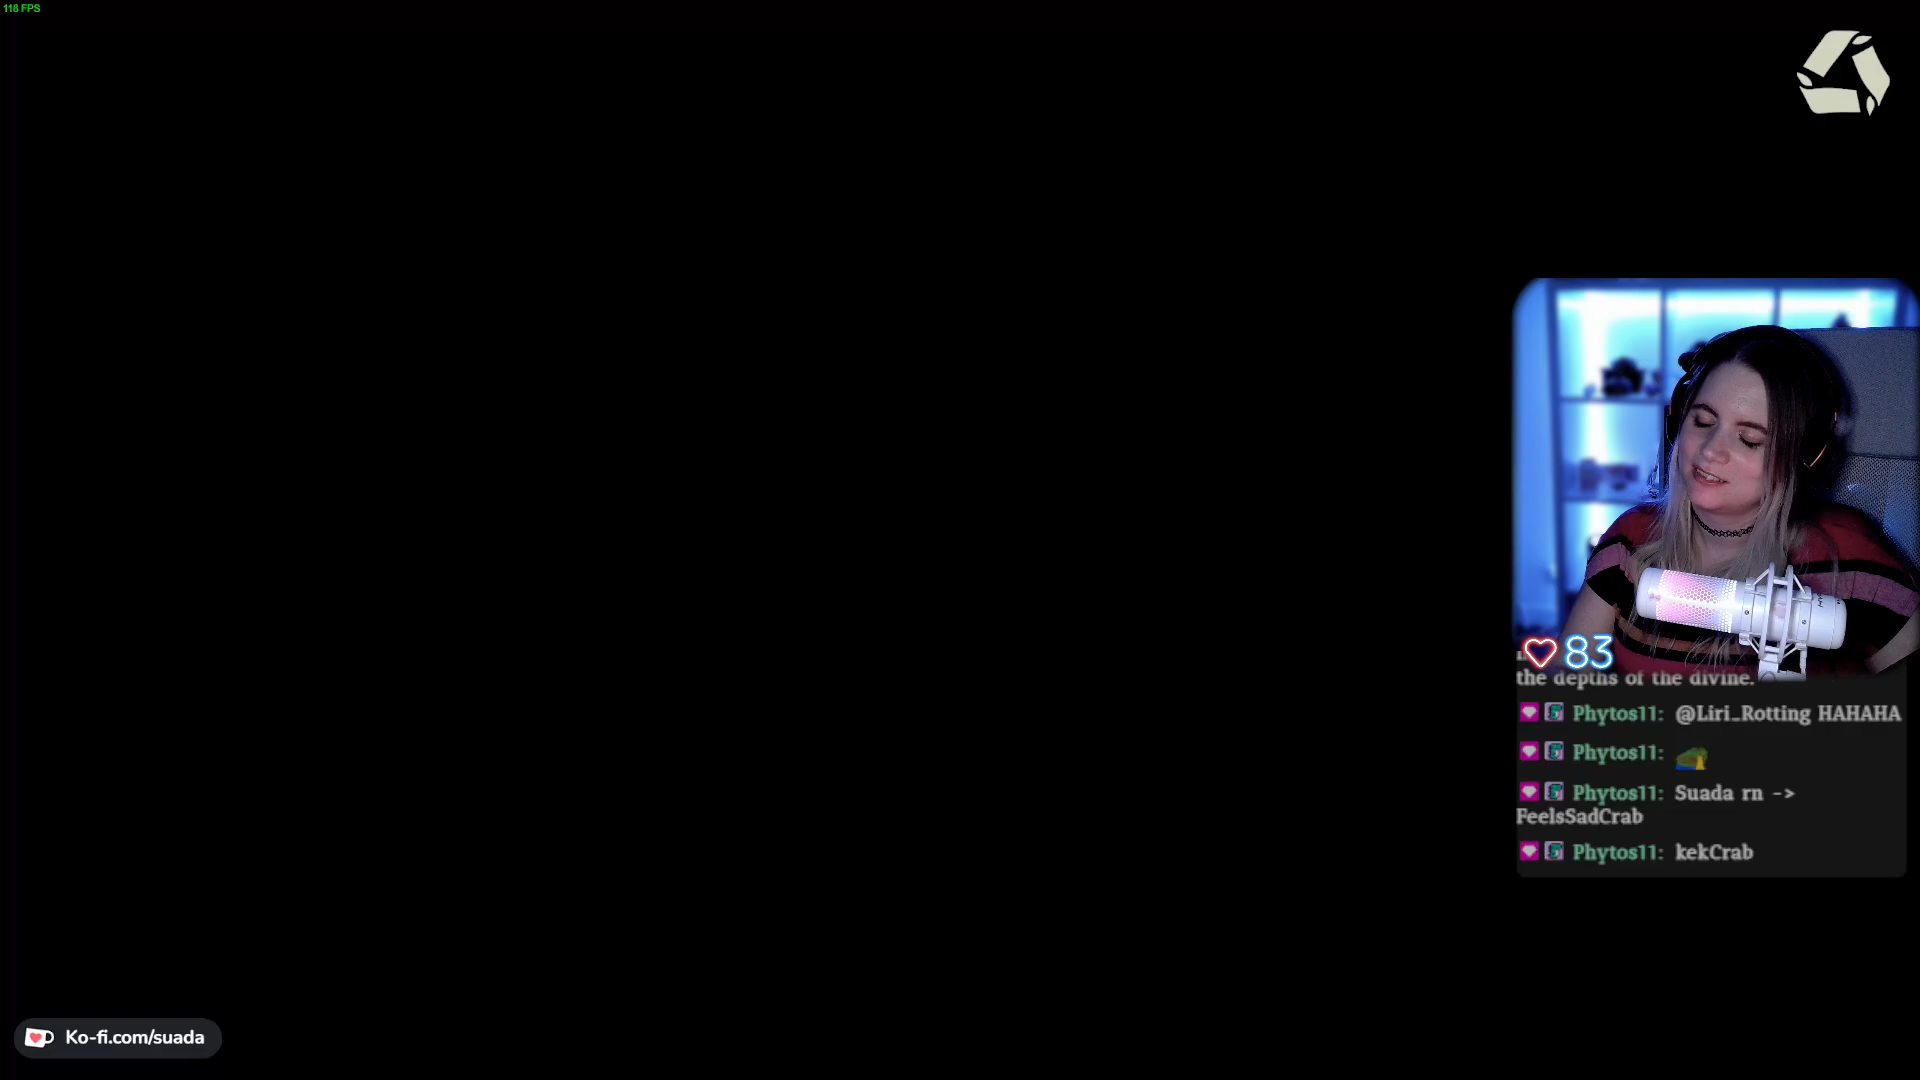 118 FPS
83
the depths of the divine.
Phytos11: @Liri_Rotting HAHAHA
Phytos11:
Phytos11: Suada rn ->
FeelsSadCrab
Phytos11: kekCrab
Ko-fi.com/suada